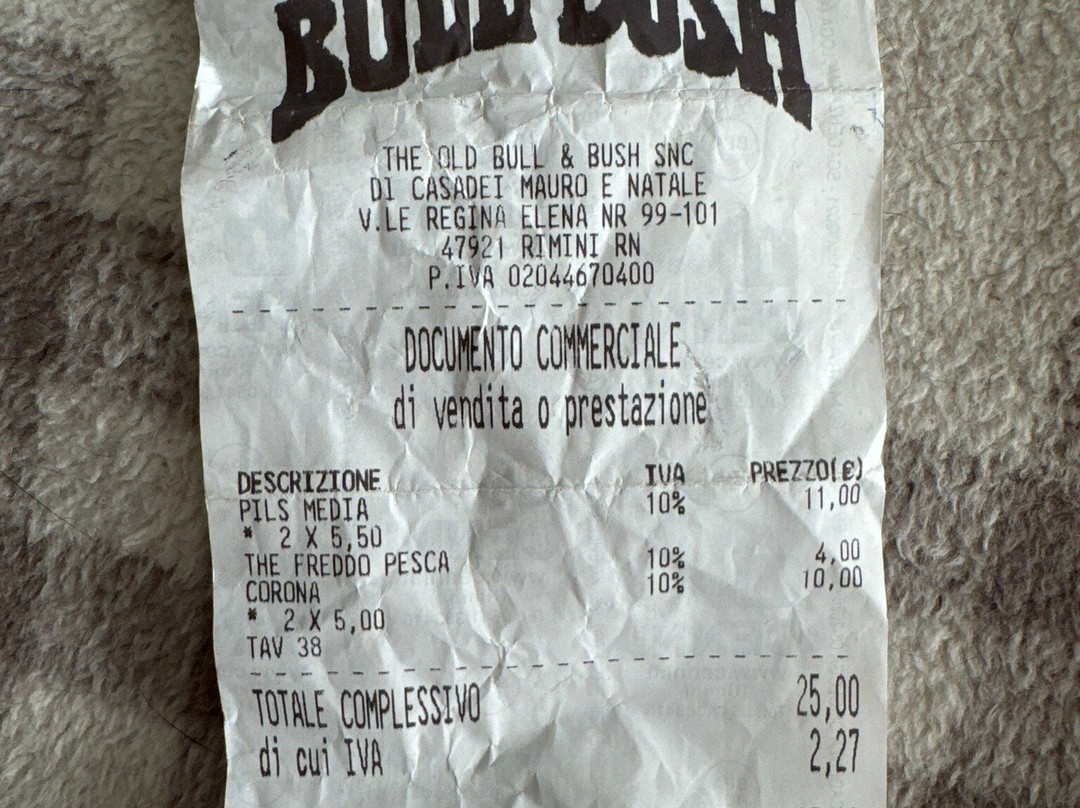 BULL BUSH
THE OLD BULL & BUSH SNC
DI CASADEI MAURO E NATALE
V.LE REGINA ELENA NR 99-101
47921 RIMINI RN
P.IVA 02044670400
DOCUMENTO COMMERCIALE
di vendita o prestazione
DESCRIZIONE IVA PREZZO(€)
PILS MEDIA 10% 11,00
* 2 X 5,50
THE FREDDO PESCA 10% 4,00
CORONA 10% 10,00
* 2 X 5,00
TAV 38
TOTALE COMPLESSIVO 25,00
di cui IVA 2,27